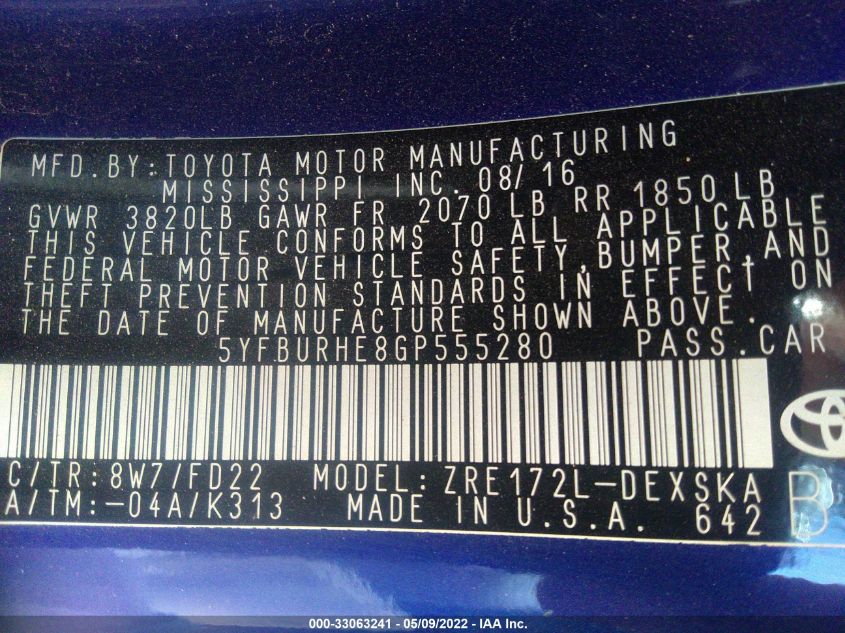 MFD.BY:TOYOTA MOTOR MANUFACTURING
MISSISSIPPI INC. 08/16
GVWR 3820LB GAWR FR 2070 LB RR 1850 LB
THIS VEHICLE CONFORMS TO ALL APPLICABLE
FEDERAL MOTOR VEHICLE SAFETY,BUMPER,AND
THEFT PREVENTION STANDARDS IN EFFECT ON
THE DATE OF MANUFACTURE SHOWN ABOVE.
5YFBURHE8GP555280 PASS.CAR
C/TR:8W7/FD22 MODEL:ZRE172L-DEXSKA
A/TM:-04A/K313 MADE IN U.S.A. 642 B
000-33063241 - 05/09/2022 - IAA Inc.